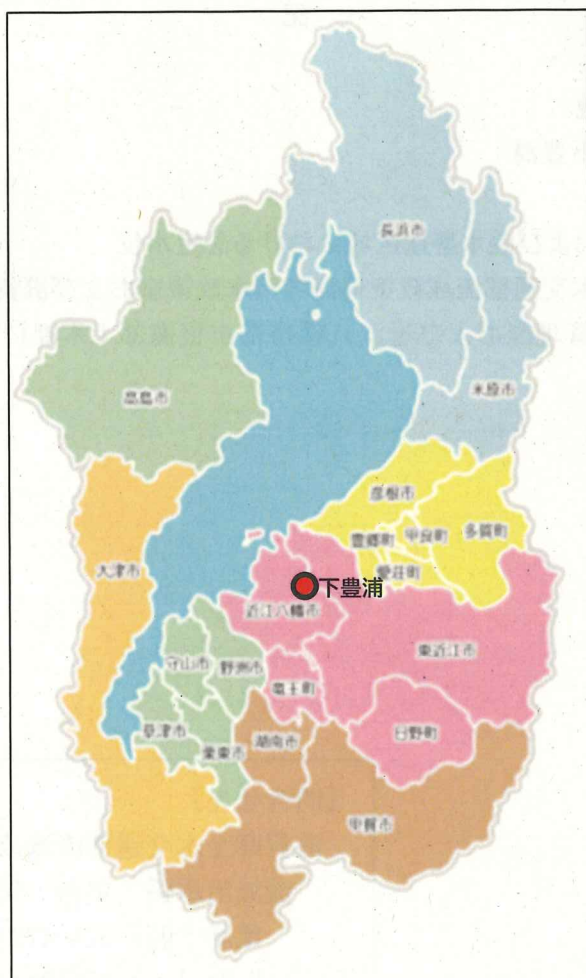 長浜市
高島市
米原市
彦根市
豊郷町
甲良町
多賀町
愛荘町
大津市
下豊浦
近江八幡市
東近江市
守山市
野洲市
竜王町
草津市
栗東市
湖南市
日野町
甲賀市